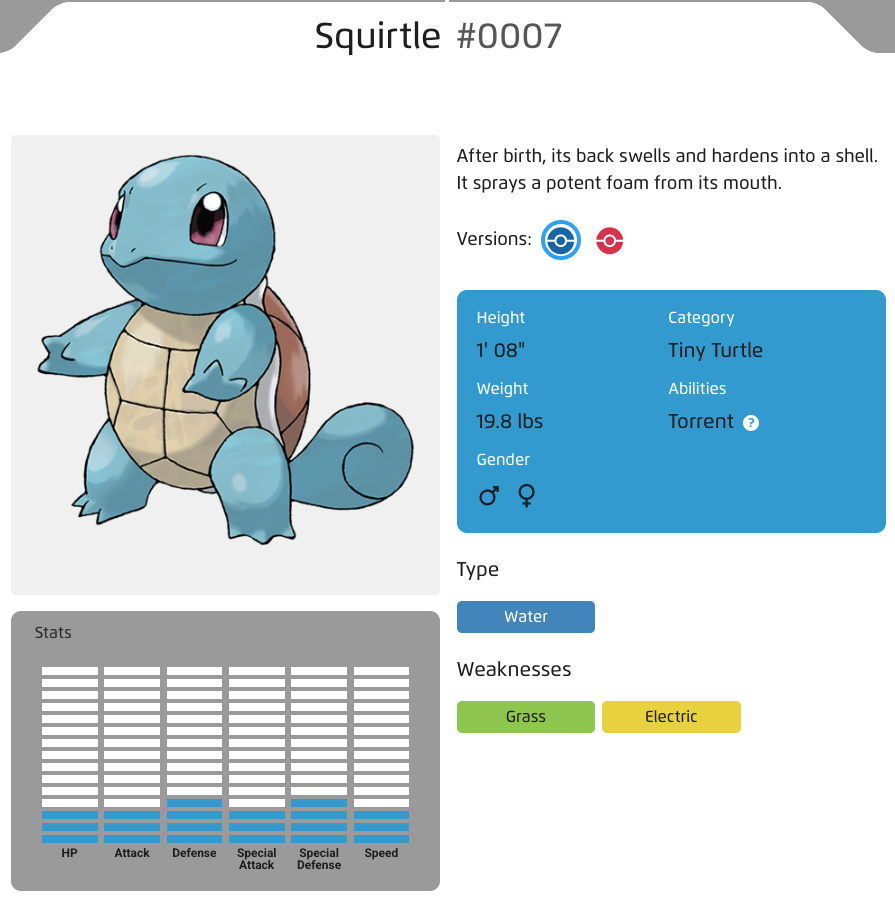 Squirtle #0007
After birth, its back swells and hardens into a shell.
It sprays a potent foam from its mouth.
Versions:
Height
1' 08"
Weight
19.8 lbs
Gender
Category
Tiny Turtle
Abilities
Torrent ?
Type
Water
Weaknesses
Grass
Electric
Stats
HP
Attack
Defense
Special
Attack
Special
Defense
Speed